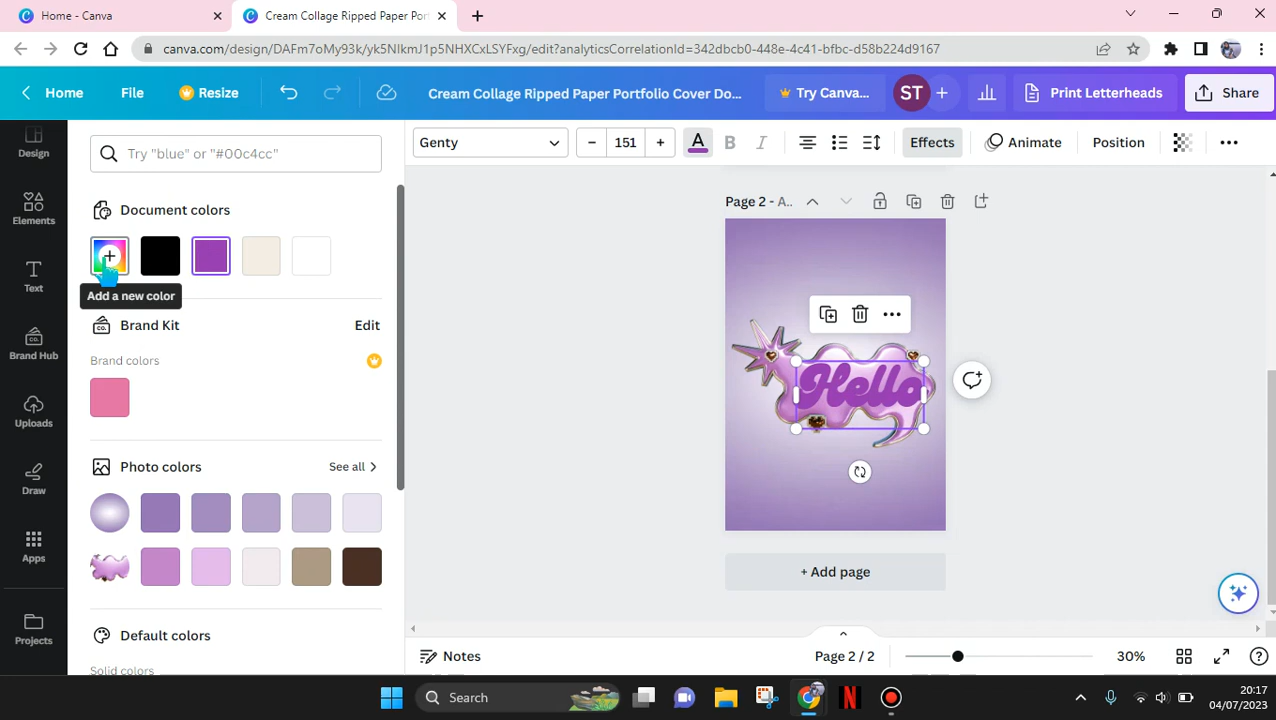 Home - Canva
Cream Collage Ripped Paper Port
canva.com/design/DAFm7oMy93k/yk5NIkmJ1p5NHXCxLSYFxg/edit?analyticsCorrelationId=342dbcb0-448e-4c41-bfbc-d58b224d9167
Home
File
Resize
Cream Collage Ripped Paper Portfolio Cover Do...
Try Canva...
ST
Print Letterheads
Share
Design
Elements
Text
Brand Hub
Uploads
Draw
Apps
Projects
Try "blue" or "#00c4cc"
Genty
151
A
B
I
Effects
Animate
Position
Document colors
Add a new color
Brand Kit
Edit
Brand colors
Photo colors
See all
Default colors
Solid colors
Page 2 - A..
Hello
+ Add page
Notes
Page 2 / 2
30%
Search
20:17
04/07/2023